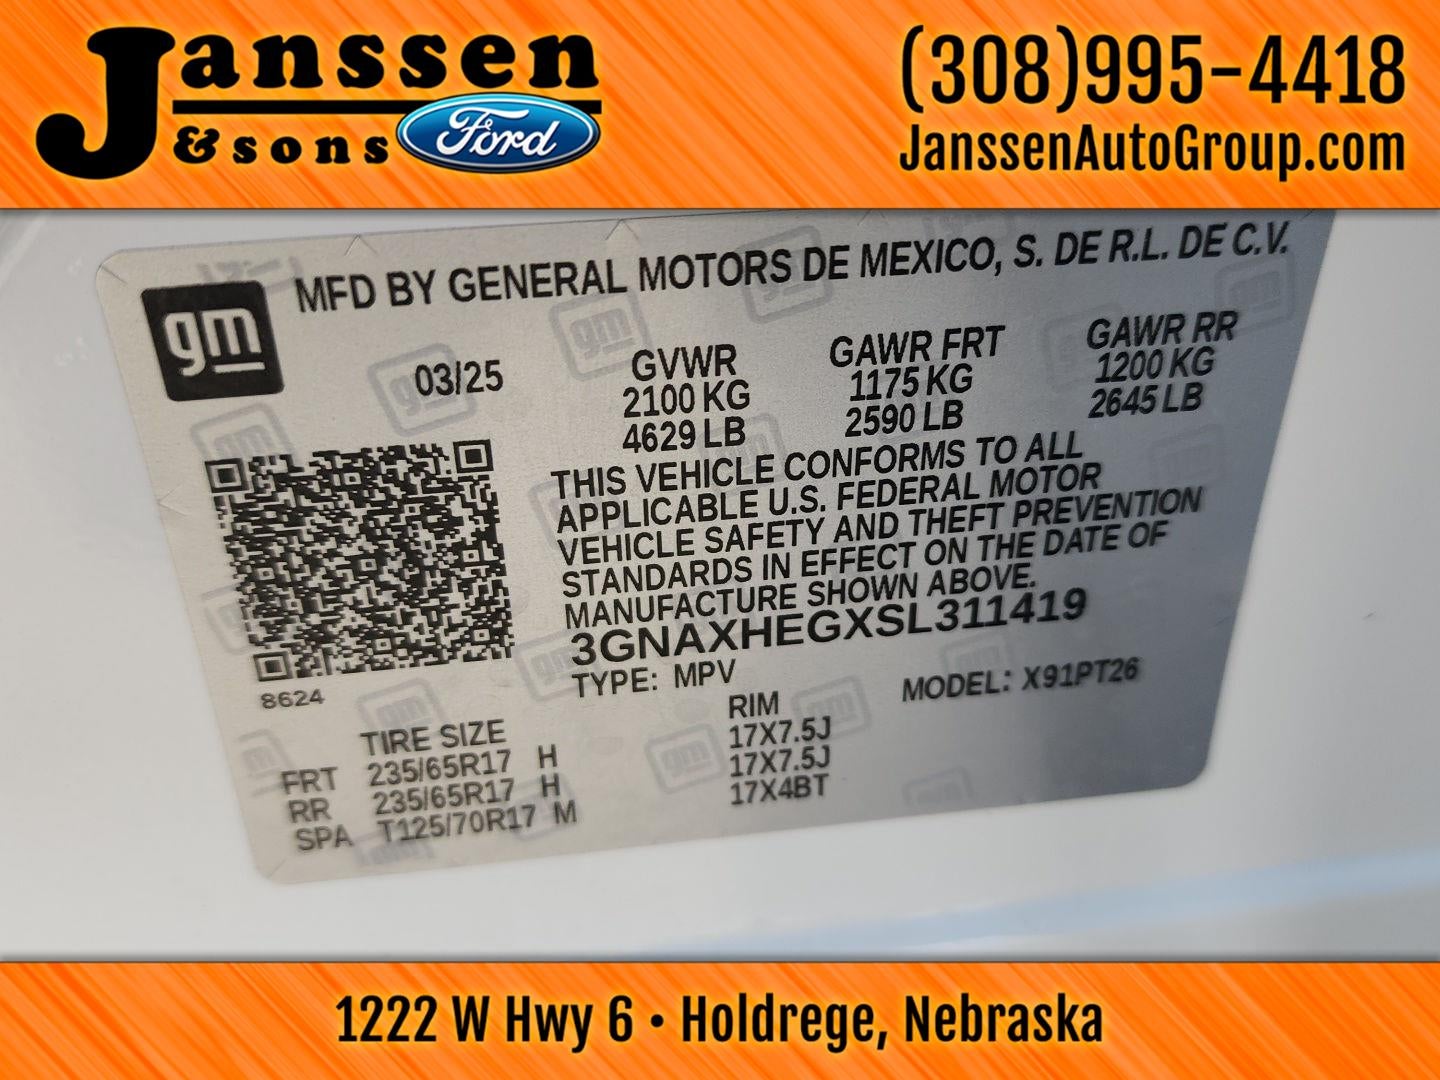 Janssen
& sons
Ford
(308)995-4418
JanssenAutoGroup.com
gm
MFD BY GENERAL MOTORS DE MEXICO, S. DE R.L. DE C.V.
03/25
GVWR
2100 KG
4629 LB
GAWR FRT
1175 KG
2590 LB
GAWR RR
1200 KG
2645 LB
THIS VEHICLE CONFORMS TO ALL
APPLICABLE U.S. FEDERAL MOTOR
VEHICLE SAFETY AND THEFT PREVENTION
STANDARDS IN EFFECT ON THE DATE OF
MANUFACTURE SHOWN ABOVE.
3GNAXHEGXSL311419
TYPE: MPV
MODEL: X91PT26
8624
TIRE SIZE RIM
FRT 235/65R17 H 17X7.5J
RR 235/65R17 H 17X7.5J
SPA T125/70R17 M 17X4BT
1222 W Hwy 6 • Holdrege, Nebraska